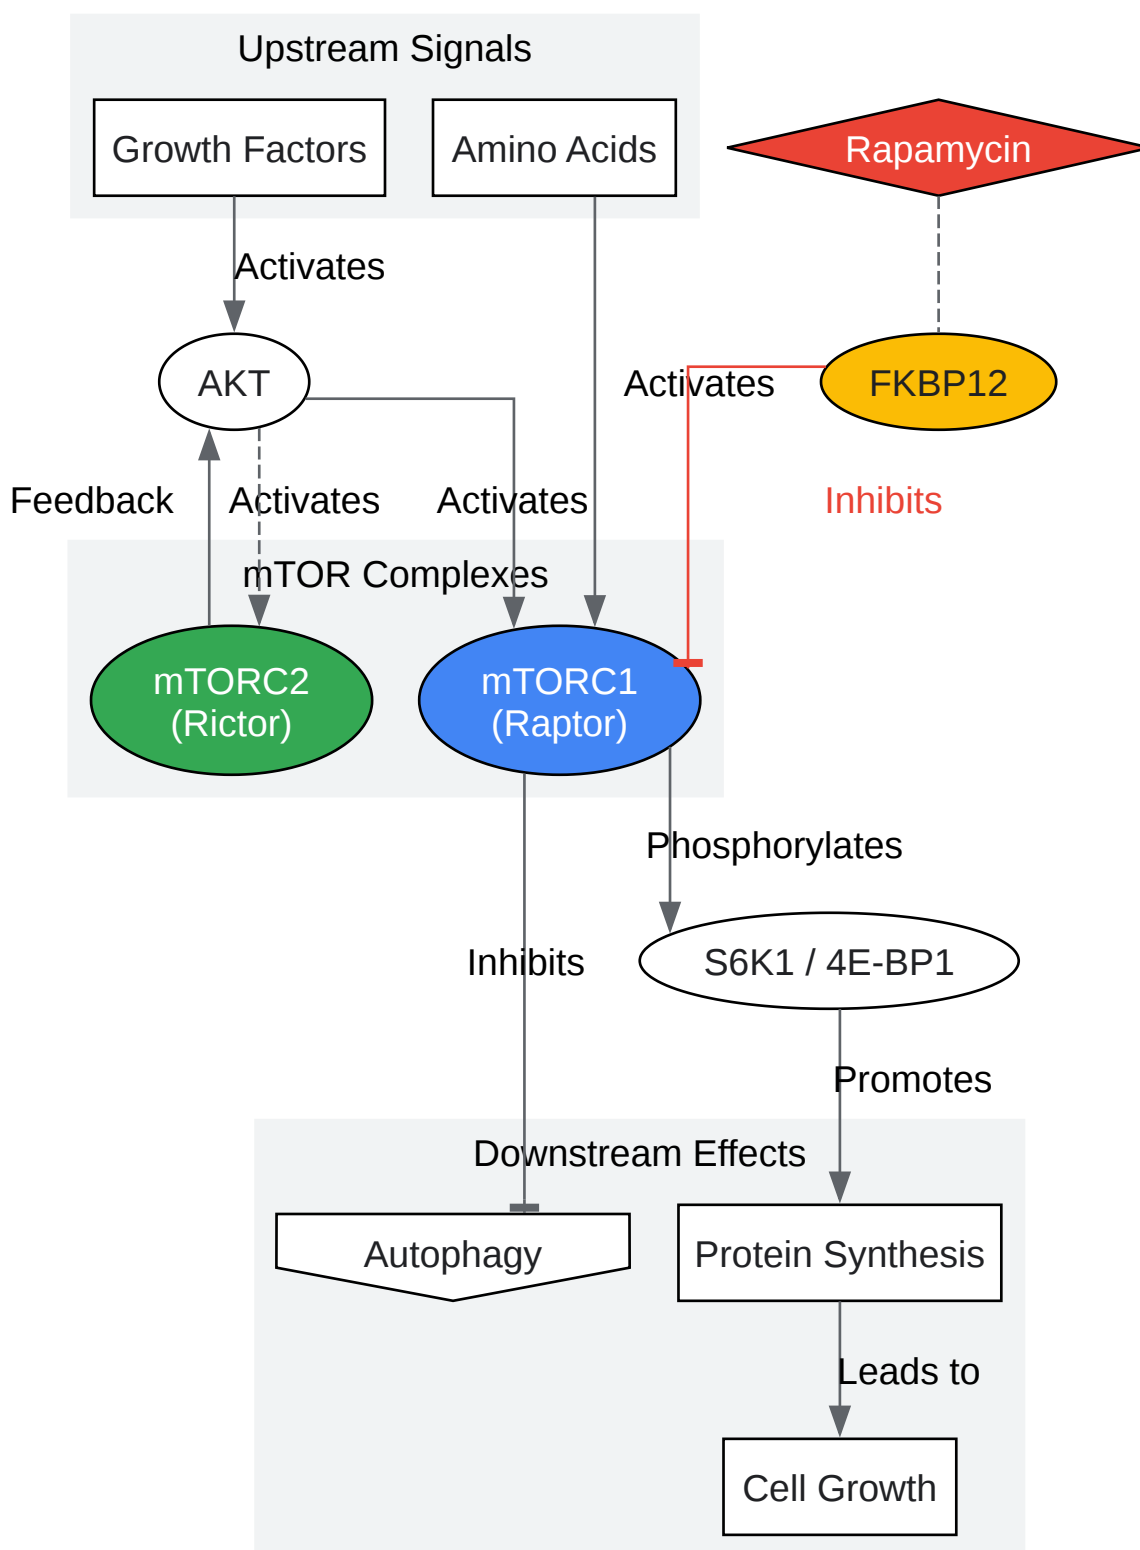 Upstream Signals
Growth Factors
Amino Acids
Rapamycin
Activates
AKT
Activates
FKBP12
Feedback
Activates
Activates
Inhibits
mTOR Complexes
mTORC2
(Rictor)
mTORC1
(Raptor)
Phosphorylates
Inhibits
S6K1 / 4E-BP1
Promotes
Downstream Effects
Autophagy
Protein Synthesis
Leads to
Cell Growth